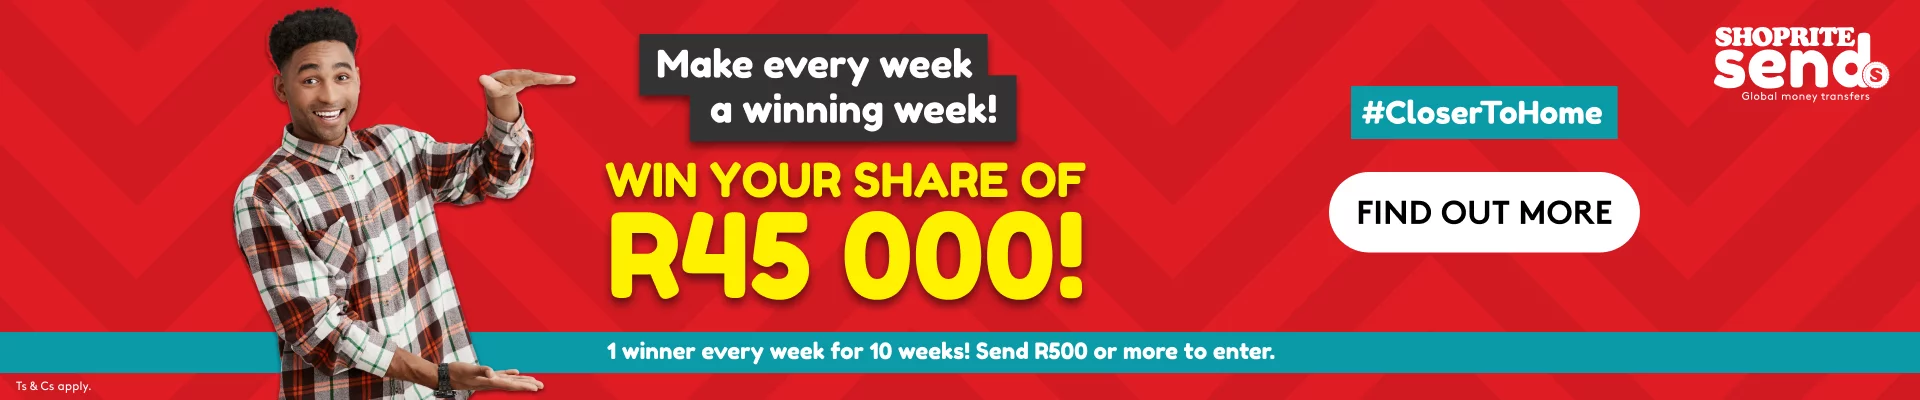 Make every week
a winning week!
WIN YOUR SHARE OF
R45 000!
1 winner every week for 10 weeks! Send R500 or more to enter.
#CloserToHome
FIND OUT MORE
SHOPRITE
send
S
Global money transfers
Ts & Cs apply.